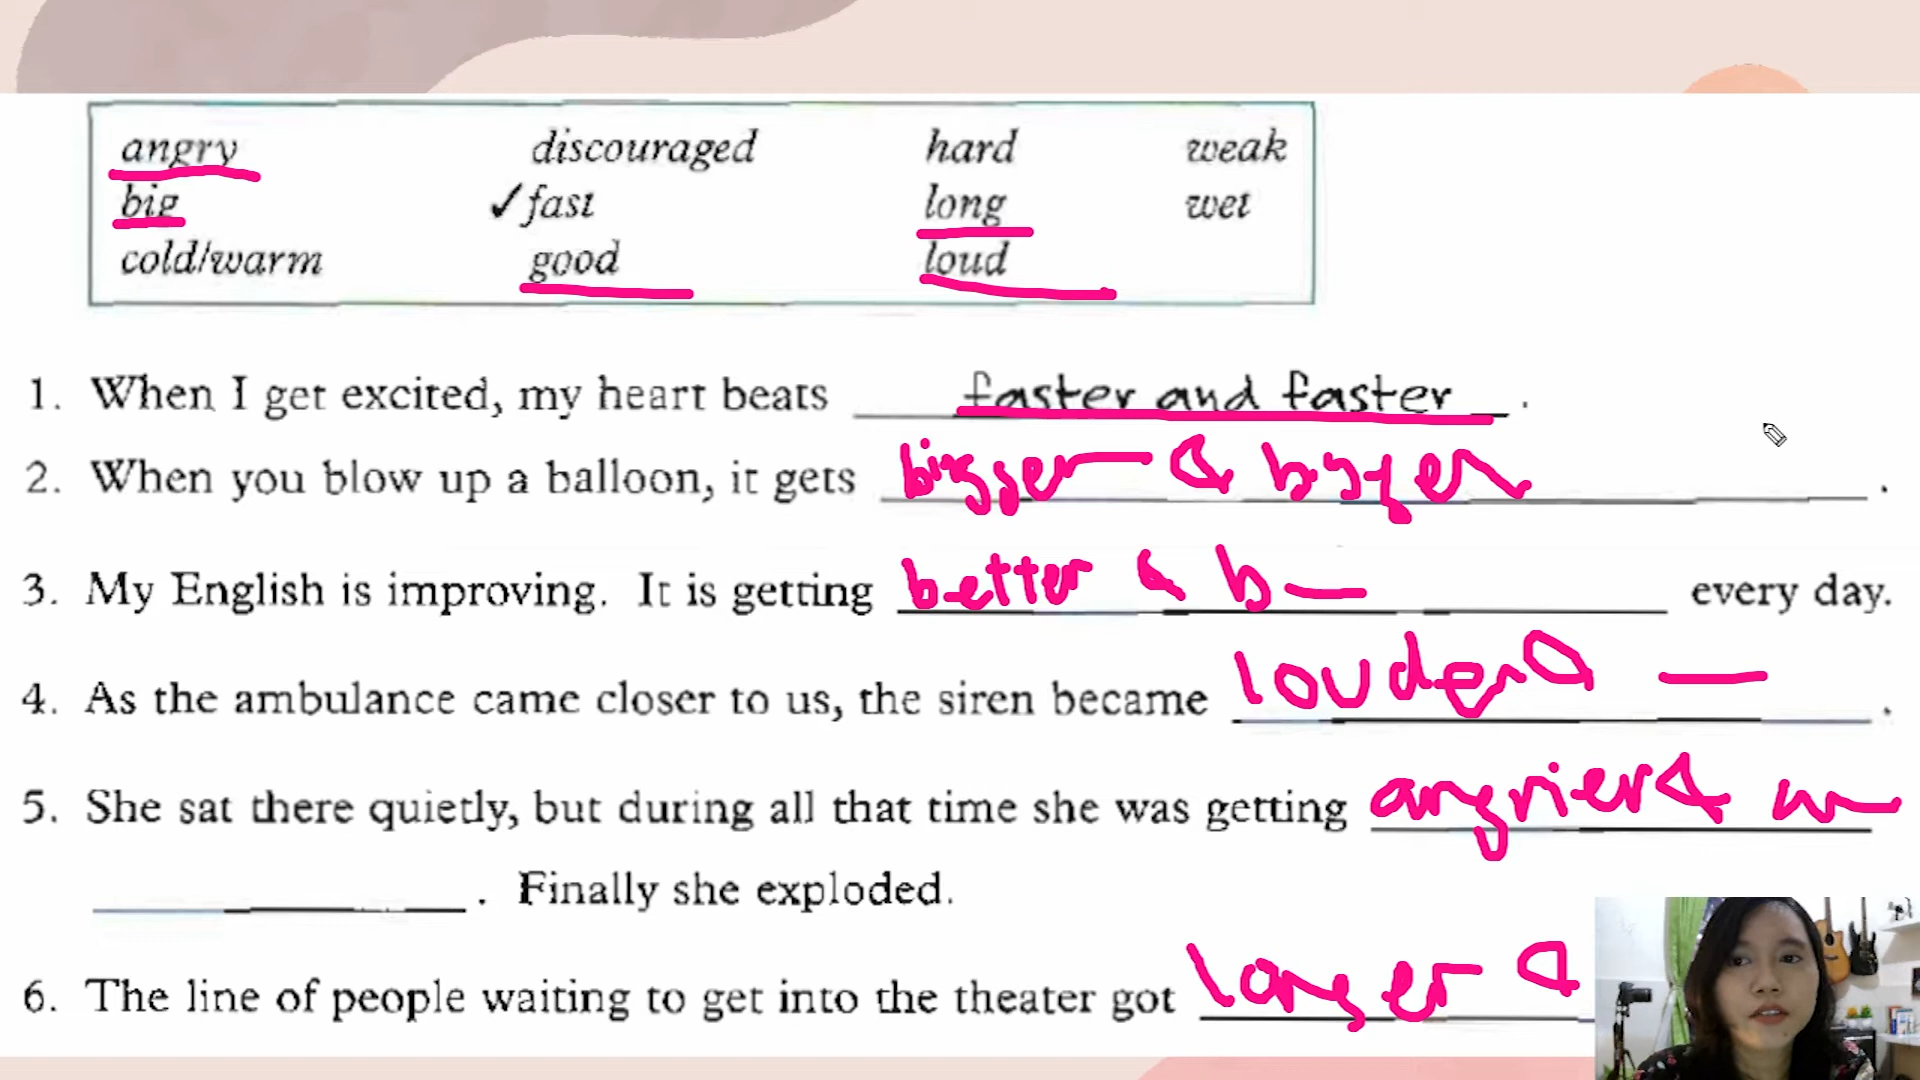 angry discouraged hard weak
big ✓fast long wet
cold/warm good loud
1. When I get excited, my heart beats faster and faster.
2. When you blow up a balloon, it gets bigger & bigger.
3. My English is improving. It is getting better & b— every day.
4. As the ambulance came closer to us, the siren became louder & —.
5. She sat there quietly, but during all that time she was getting angrier &
____. Finally she exploded.
6. The line of people waiting to get into the theater got longer &